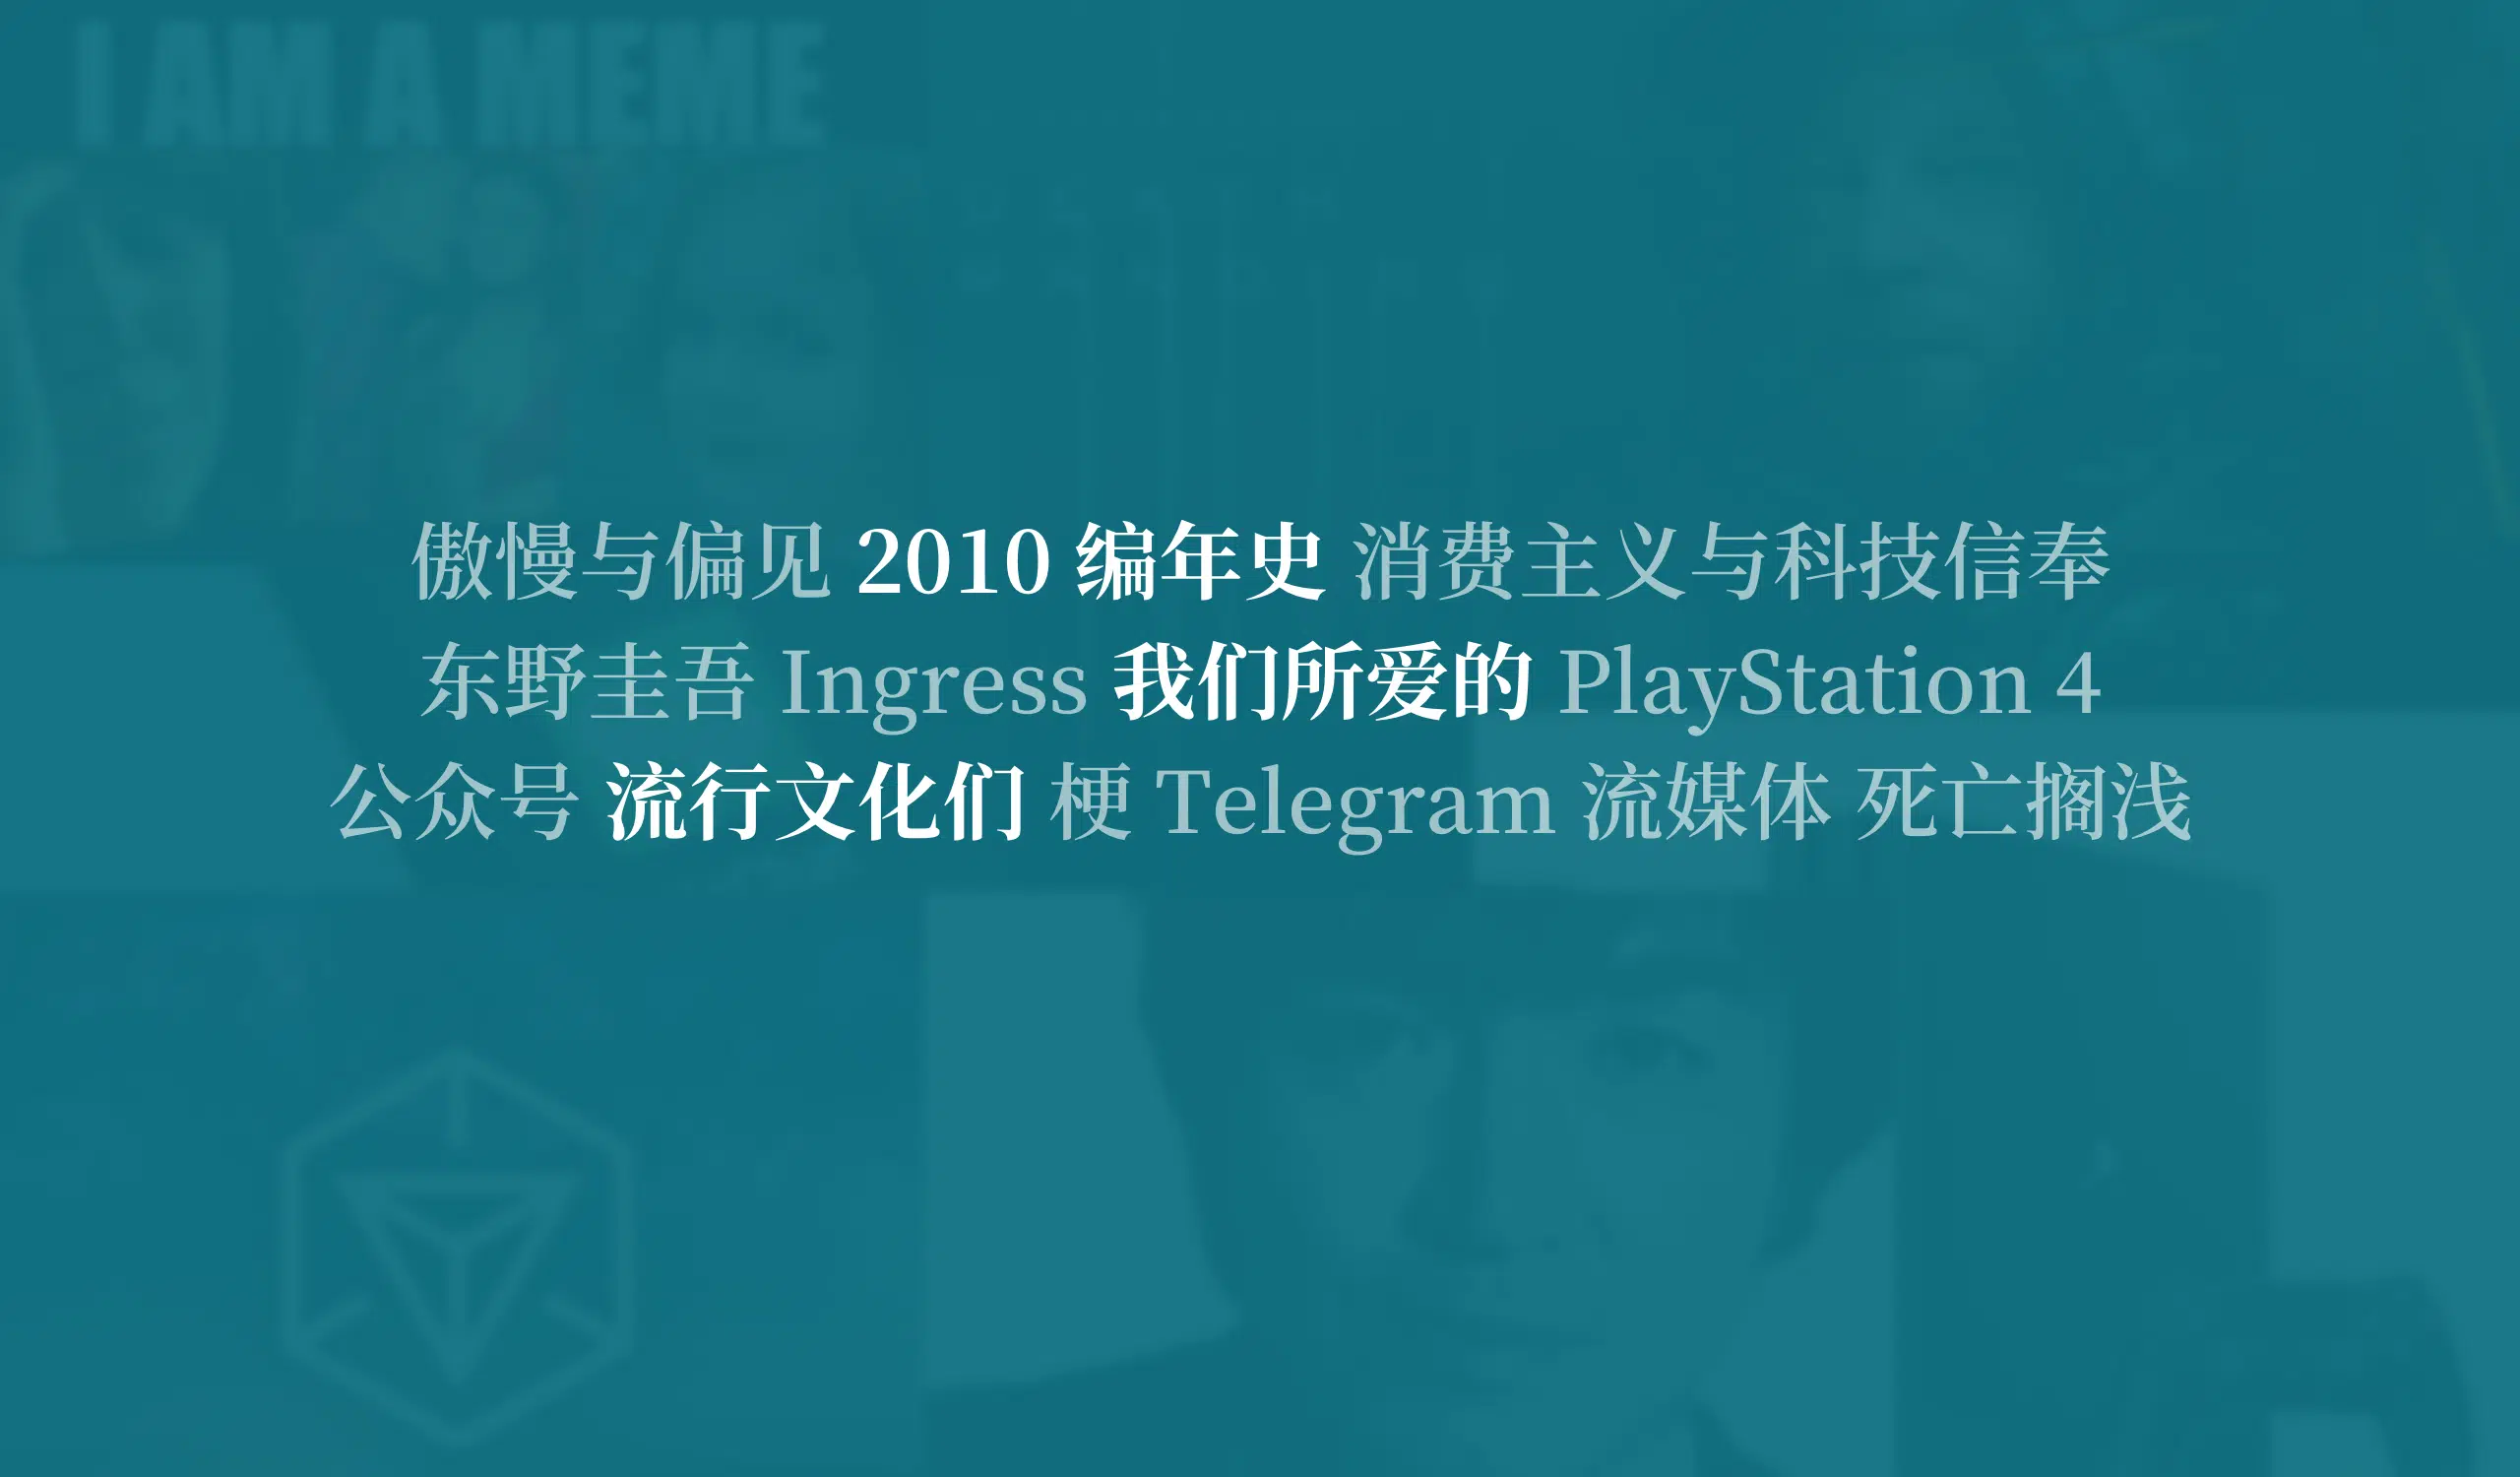 I AM A MEME
傲慢与偏见 2010 编年史 消费主义与科技信奉
东野圭吾 Ingress 我们所爱的 PlayStation 4
公众号 流行文化们 梗 Telegram 流媒体 死亡搁浅